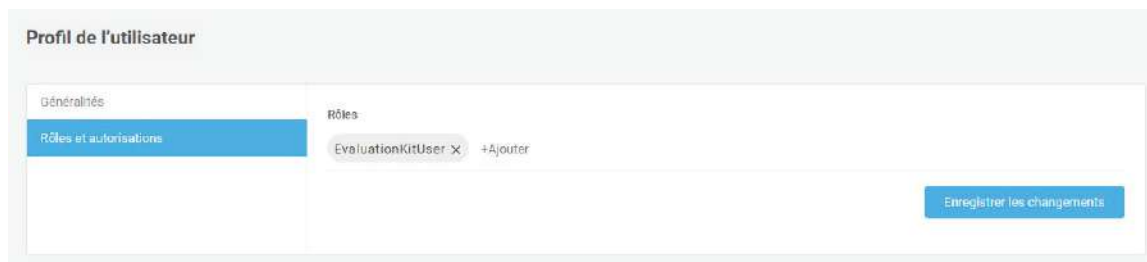 Profil de l'utilisateur
Généralités
Rôles et autorisations
Rôles
EvaluationKitUser × +Ajouter
Enregistrer les changements